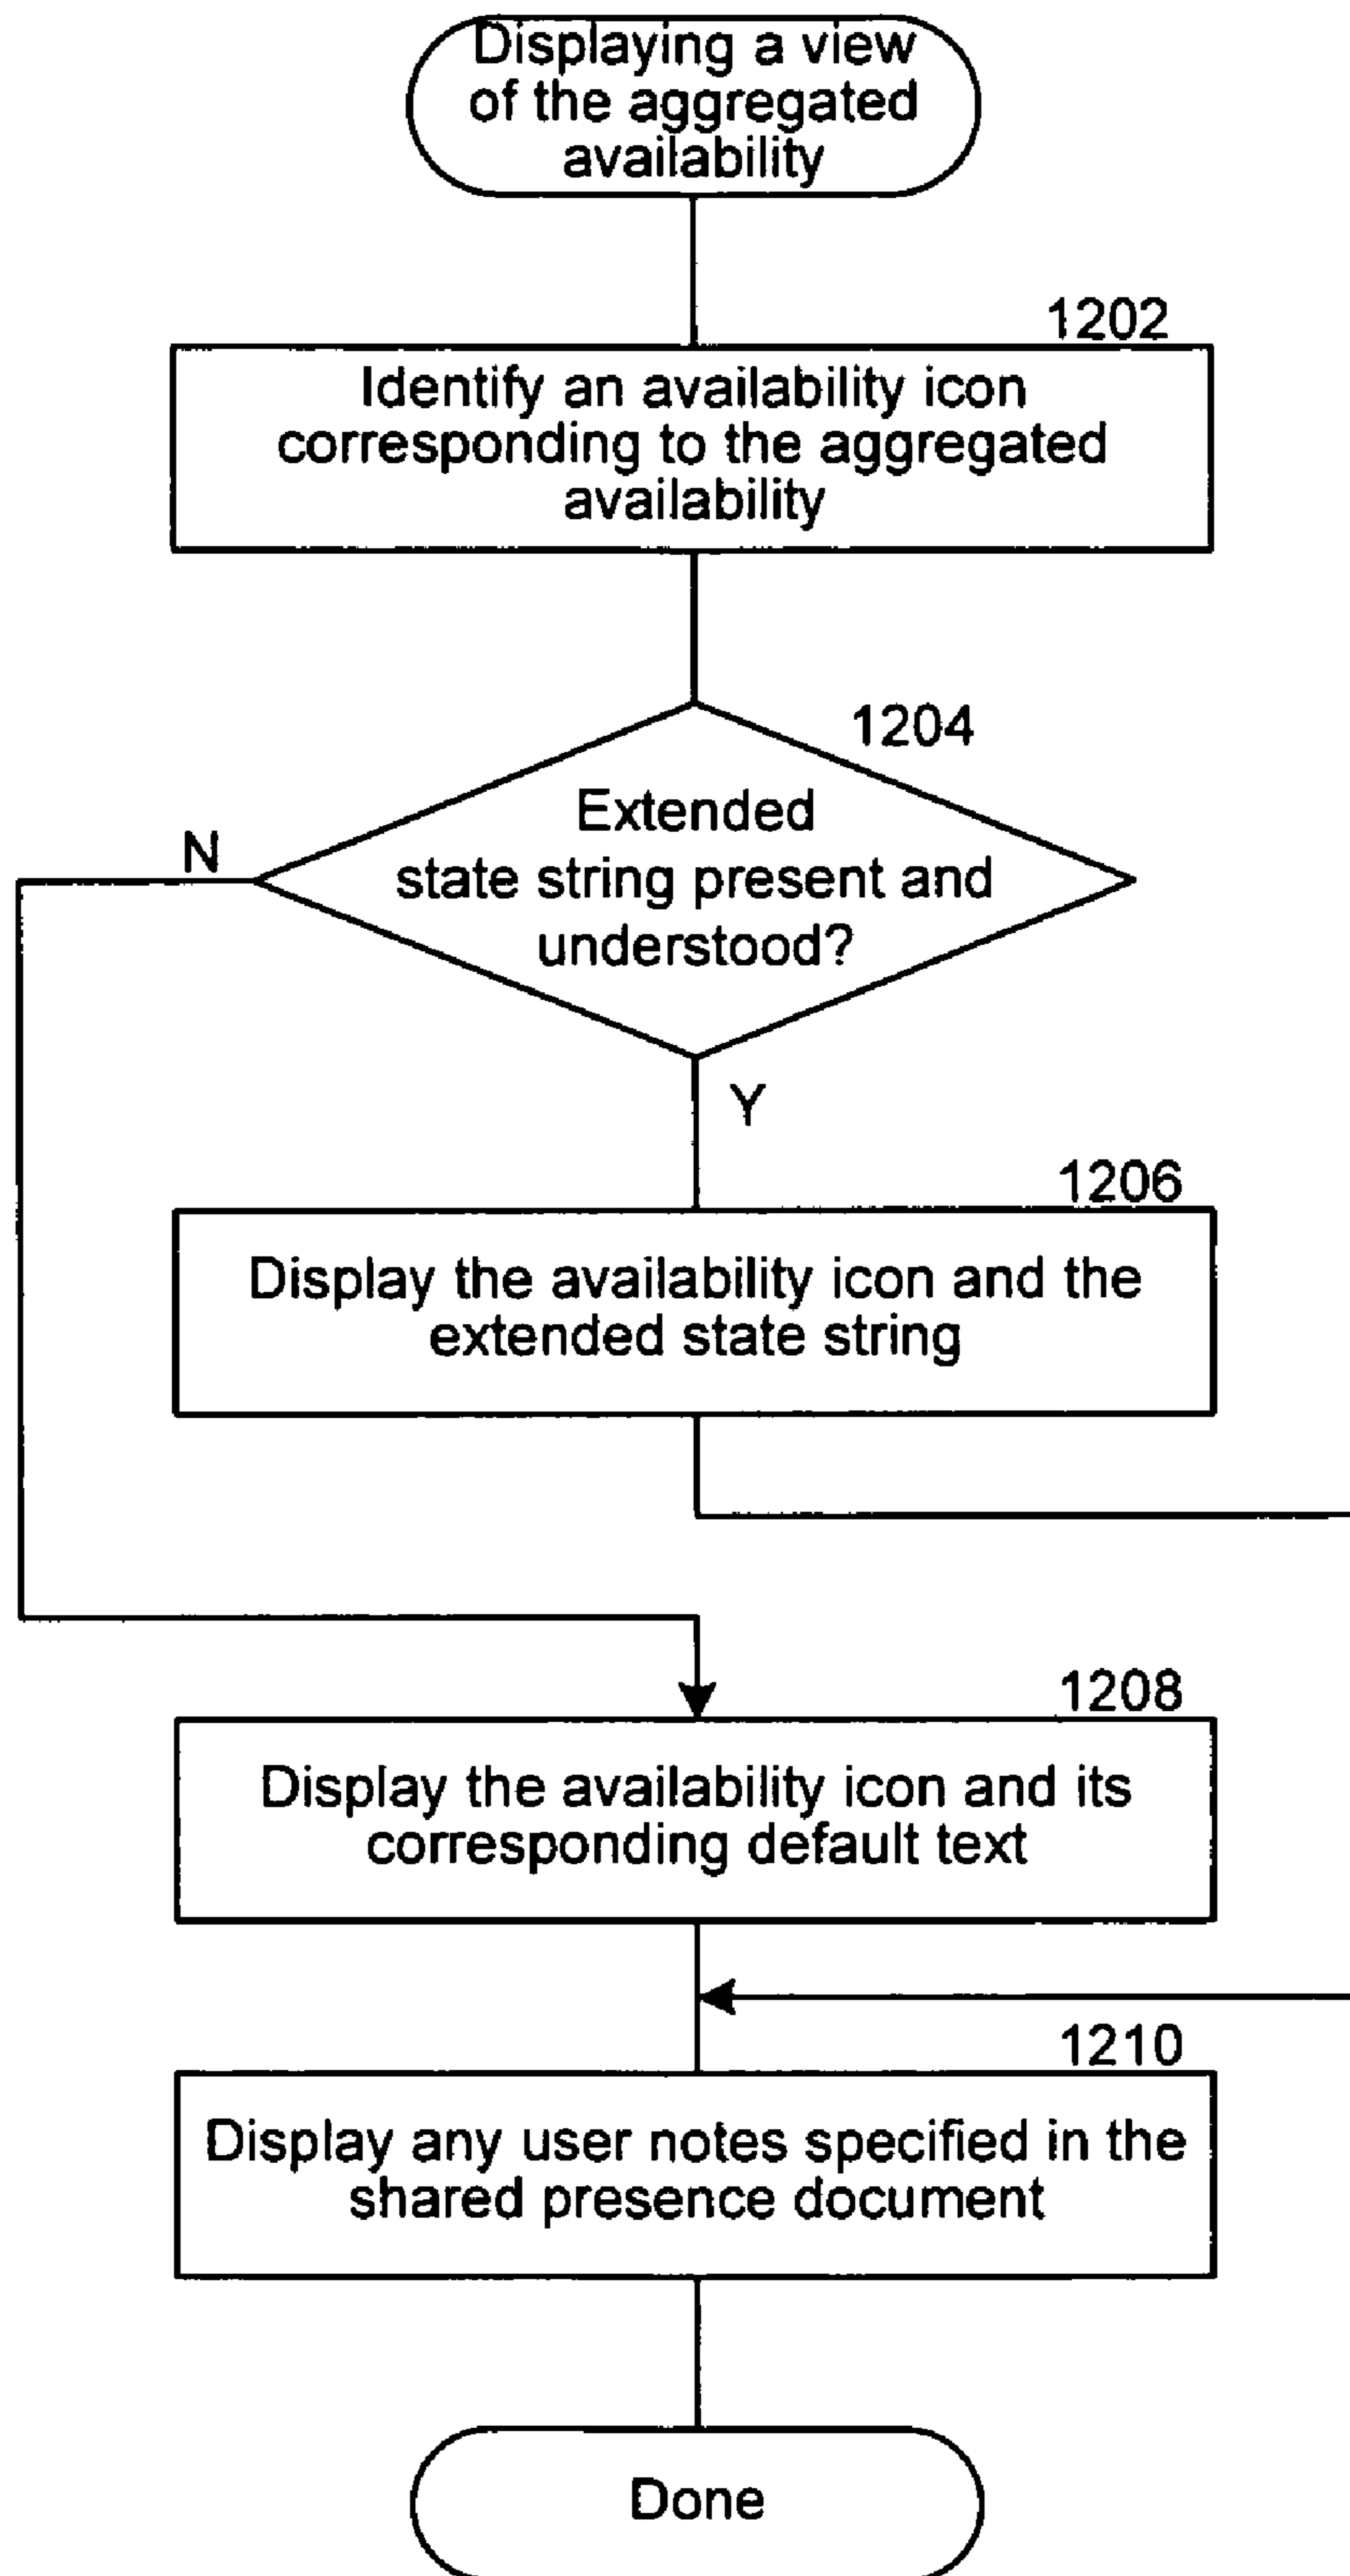 Displaying a view
of the aggregated
availability
1202
Identify an availability icon
corresponding to the aggregated
availability
1204
Extended
state string present and
understood?
N
Y
1206
Display the availability icon and the
extended state string
1208
Display the availability icon and its
corresponding default text
1210
Display any user notes specified in the
shared presence document
Done